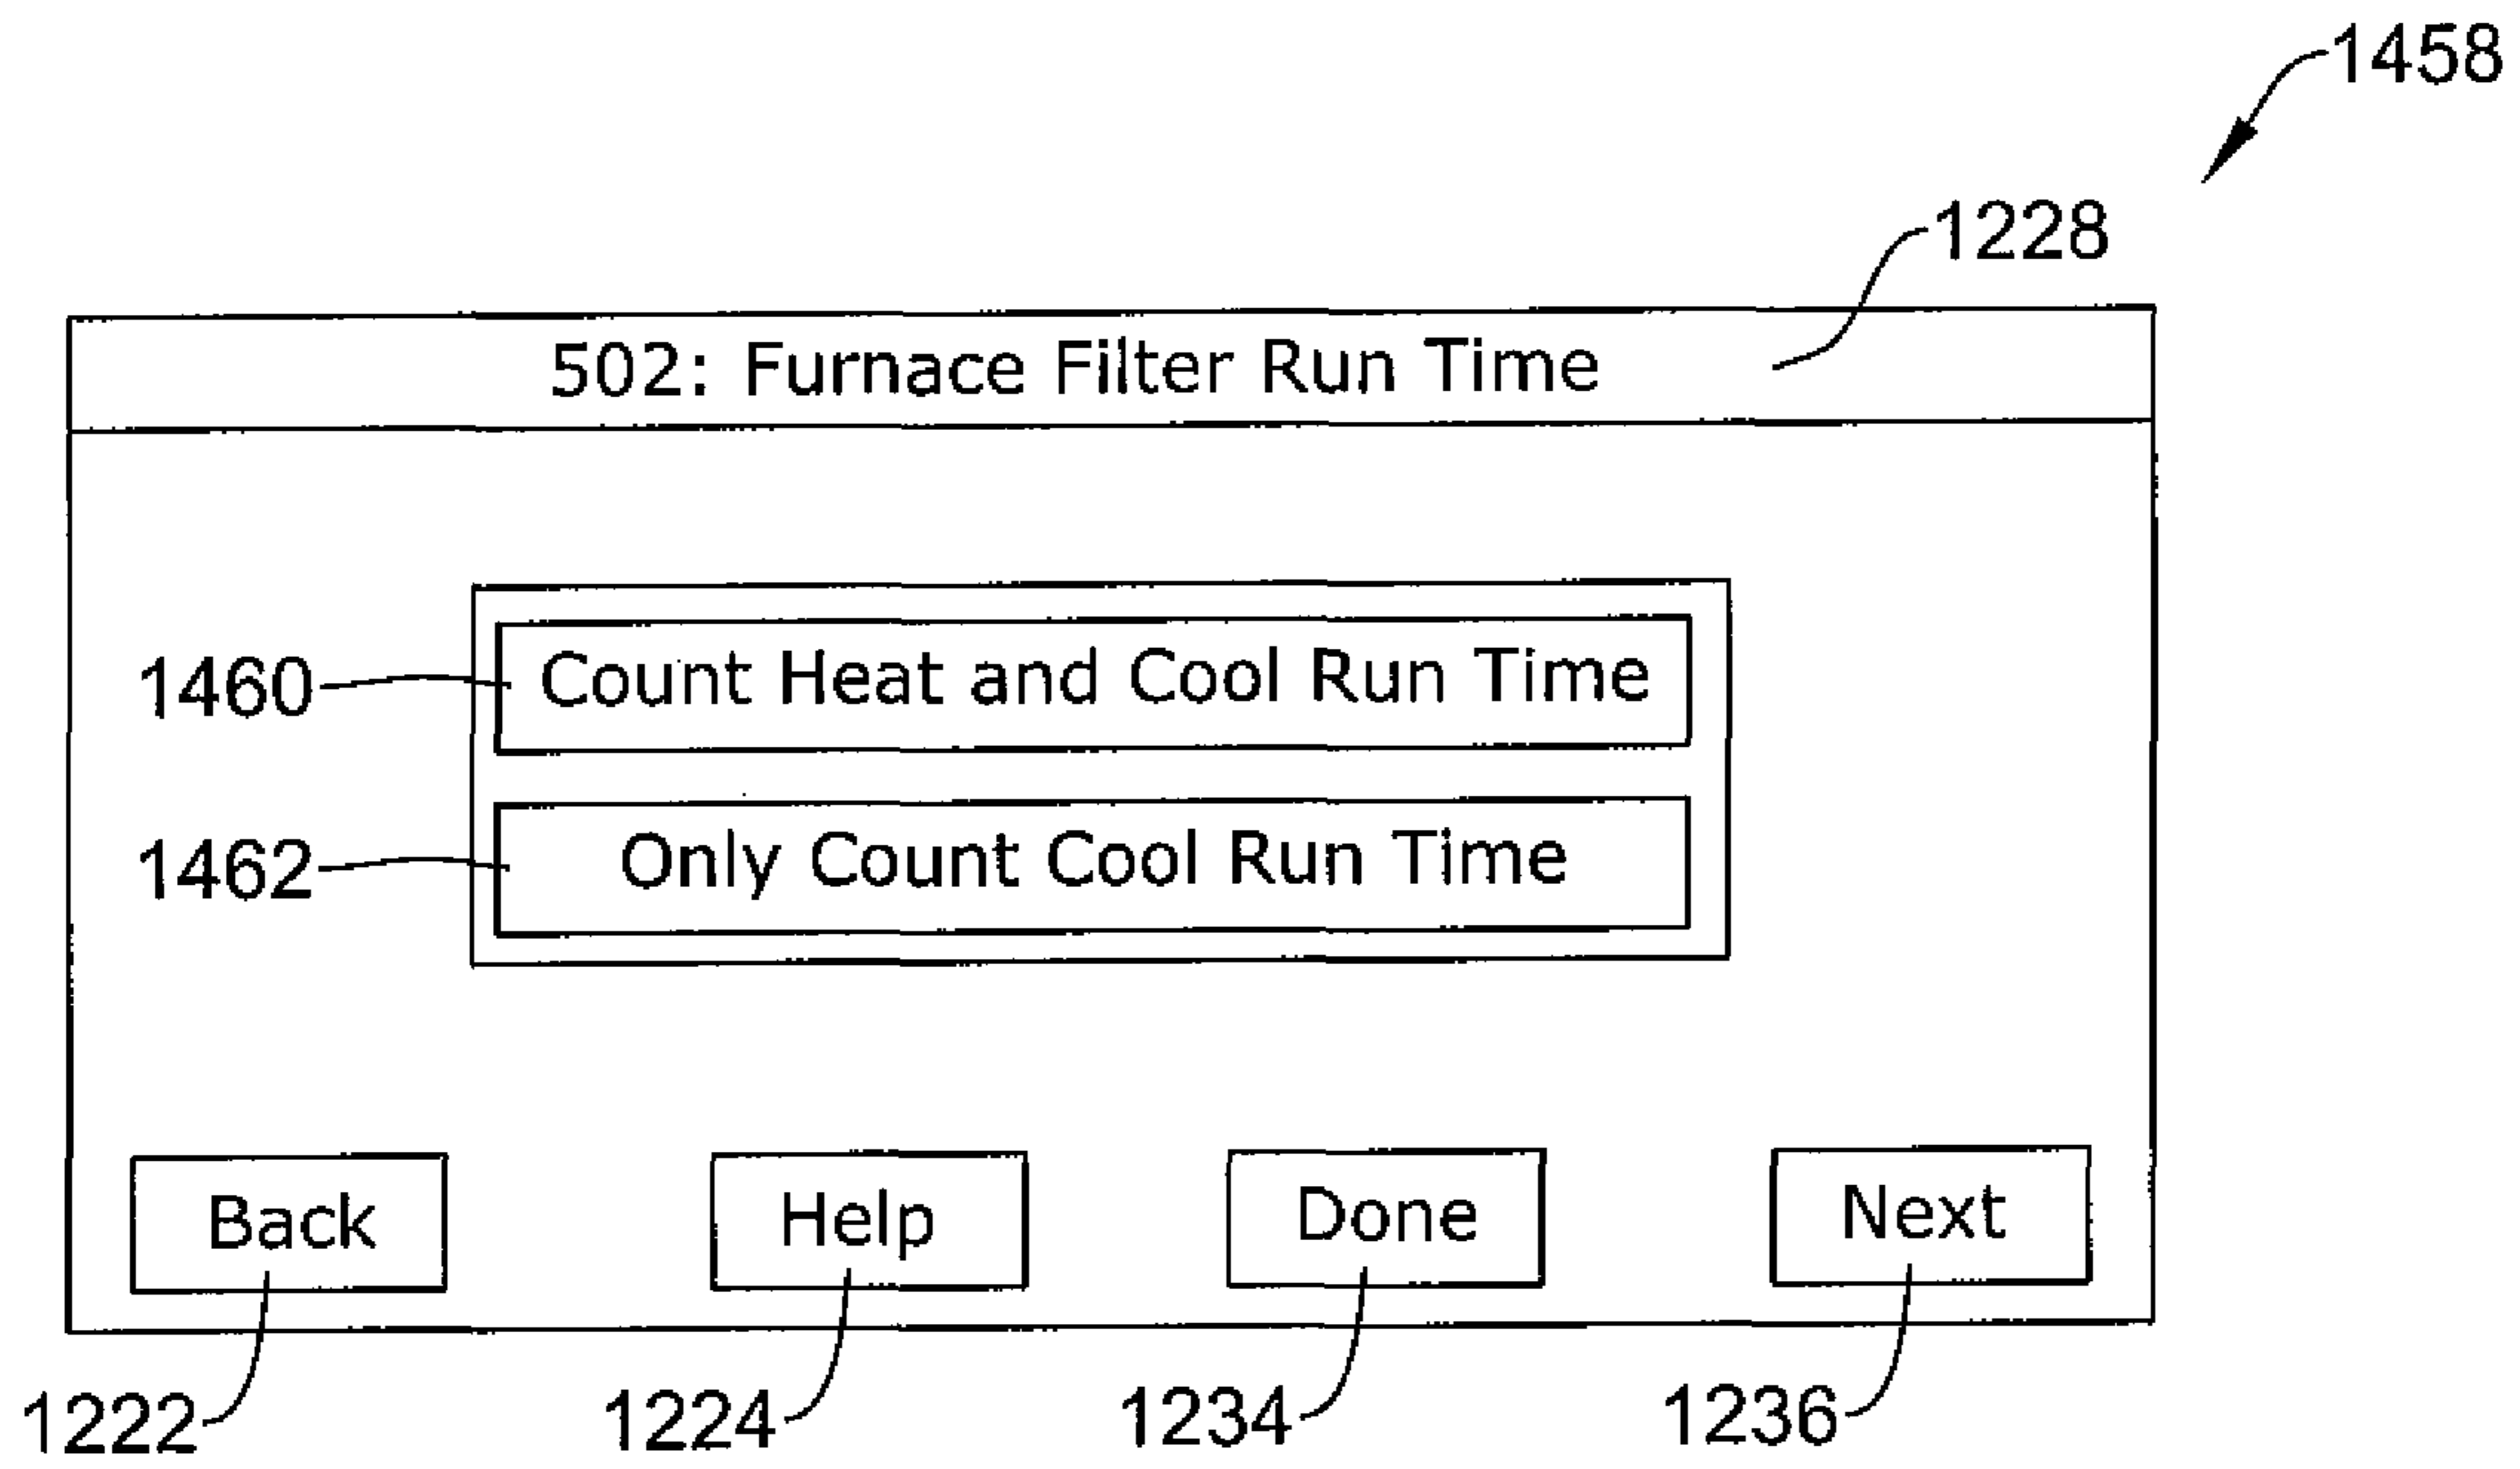 1458
1228
502: Furnace Filter Run Time
1460
Count Heat and Cool Run Time
1462
Only Count Cool Run Time
Back
Help
Done
Next
1222
1224
1234
1236